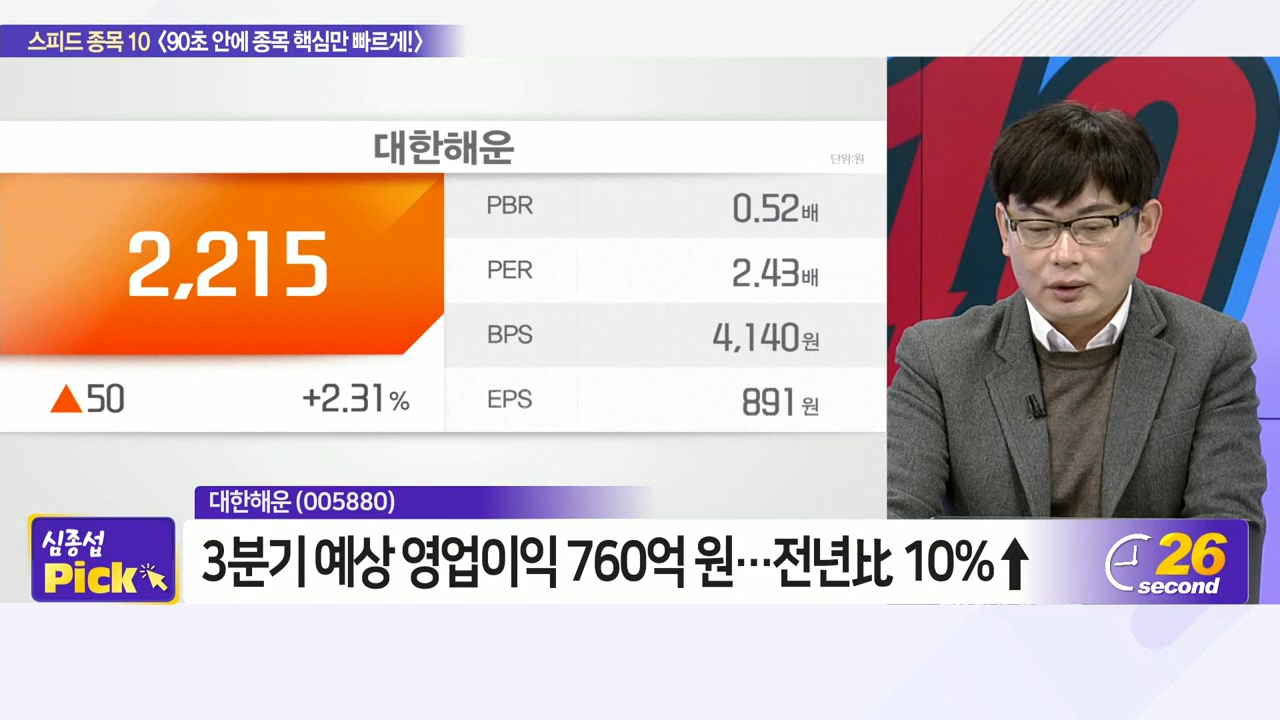 스피드 종목 10 <90초 안에 종목 핵심만 빠르게!>
대한해운
단위:원
2,215
▲50 +2.31%
PBR 0.52배
PER 2.43배
BPS 4,140원
EPS 891원
10
대한해운 (005880)
심종섭
Pick
3분기 예상 영업이익 760억 원…전년比 10%↑
26
second